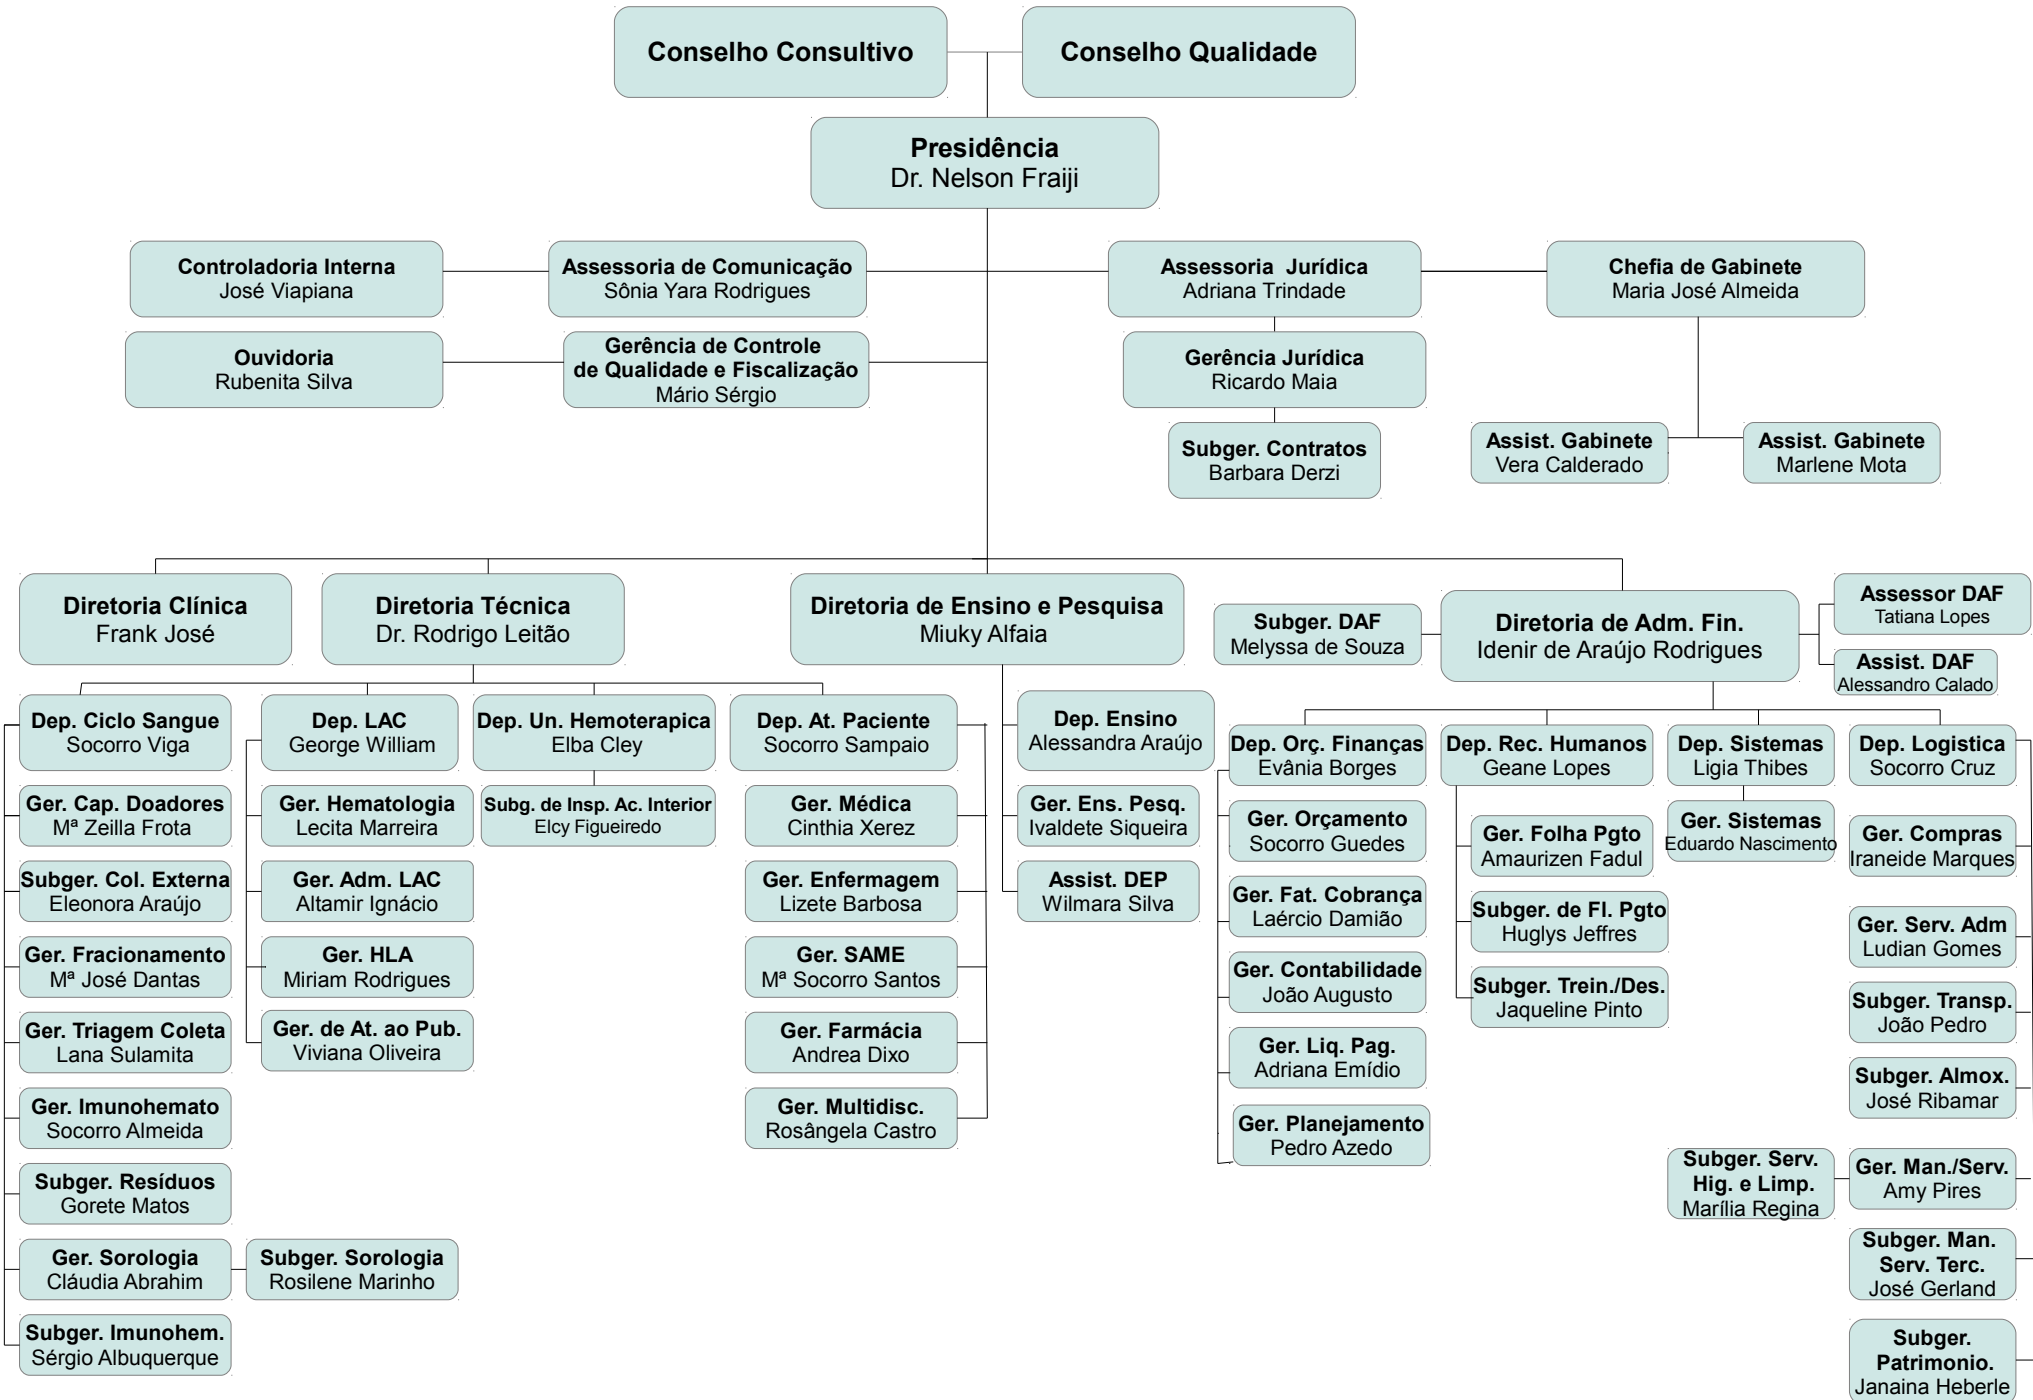 Conselho Consultivo
Conselho Qualidade
Presidência
Dr. Nelson Fraiji
Controladoria Interna
José Viapiana
Assessoria de Comunicação
Sônia Yara Rodrigues
Assessoria Jurídica
Adriana Trindade
Chefia de Gabinete
Maria José Almeida
Ouvidoria
Rubenita Silva
Gerência de Controle
de Qualidade e Fiscalização
Mário Sérgio
Gerência Jurídica
Ricardo Maia
Subger. Contratos
Barbara Derzi
Assist. Gabinete
Vera Calderado
Assist. Gabinete
Marlene Mota
Diretoria Clínica
Frank José
Diretoria Técnica
Dr. Rodrigo Leitão
Diretoria de Ensino e Pesquisa
Miuky Alfaia
Subger. DAF
Melyssa de Souza
Diretoria de Adm. Fin.
Idenir de Araújo Rodrigues
Assessor DAF
Tatiana Lopes
Assist. DAF
Alessandro Calado
Dep. Ciclo Sangue
Socorro Viga
Ger. Cap. Doadores
Mª Zeilla Frota
Subger. Col. Externa
Eleonora Araújo
Ger. Fracionamento
Mª José Dantas
Ger. Triagem Coleta
Lana Sulamita
Ger. Imunohemato
Socorro Almeida
Subger. Resíduos
Gorete Matos
Ger. Sorologia
Cláudia Abrahim
Subger. Sorologia
Rosilene Marinho
Subger. Imunohem.
Sérgio Albuquerque
Dep. LAC
George William
Ger. Hematologia
Lecita Marreira
Ger. Adm. LAC
Altamir Ignácio
Ger. HLA
Miriam Rodrigues
Ger. de At. ao Pub.
Viviana Oliveira
Dep. Un. Hemoterapica
Elba Cley
Subg. de Insp. Ac. Interior
Elcy Figueiredo
Dep. At. Paciente
Socorro Sampaio
Ger. Médica
Cinthia Xerez
Ger. Enfermagem
Lizete Barbosa
Ger. SAME
Mª Socorro Santos
Ger. Farmácia
Andrea Dixo
Ger. Multidisc.
Rosângela Castro
Dep. Ensino
Alessandra Araújo
Ger. Ens. Pesq.
Ivaldete Siqueira
Assist. DEP
Wilmara Silva
Dep. Orç. Finanças
Evânia Borges
Ger. Orçamento
Socorro Guedes
Ger. Fat. Cobrança
Laércio Damião
Ger. Contabilidade
João Augusto
Ger. Liq. Pag.
Adriana Emídio
Ger. Planejamento
Pedro Azedo
Dep. Rec. Humanos
Geane Lopes
Ger. Folha Pgto
Amaurizen Fadul
Subger. de Fl. Pgto
Huglys Jeffres
Subger. Trein./Des.
Jaqueline Pinto
Dep. Sistemas
Ligia Thibes
Ger. Sistemas
Eduardo Nascimento
Dep. Logistica
Socorro Cruz
Ger. Compras
Iraneide Marques
Ger. Serv. Adm
Ludian Gomes
Subger. Transp.
João Pedro
Subger. Almox.
José Ribamar
Subger. Serv.
Hig. e Limp.
Marília Regina
Ger. Man./Serv.
Amy Pires
Subger. Man.
Serv. Terc.
José Gerland
Subger.
Patrimonio.
Janaina Heberle